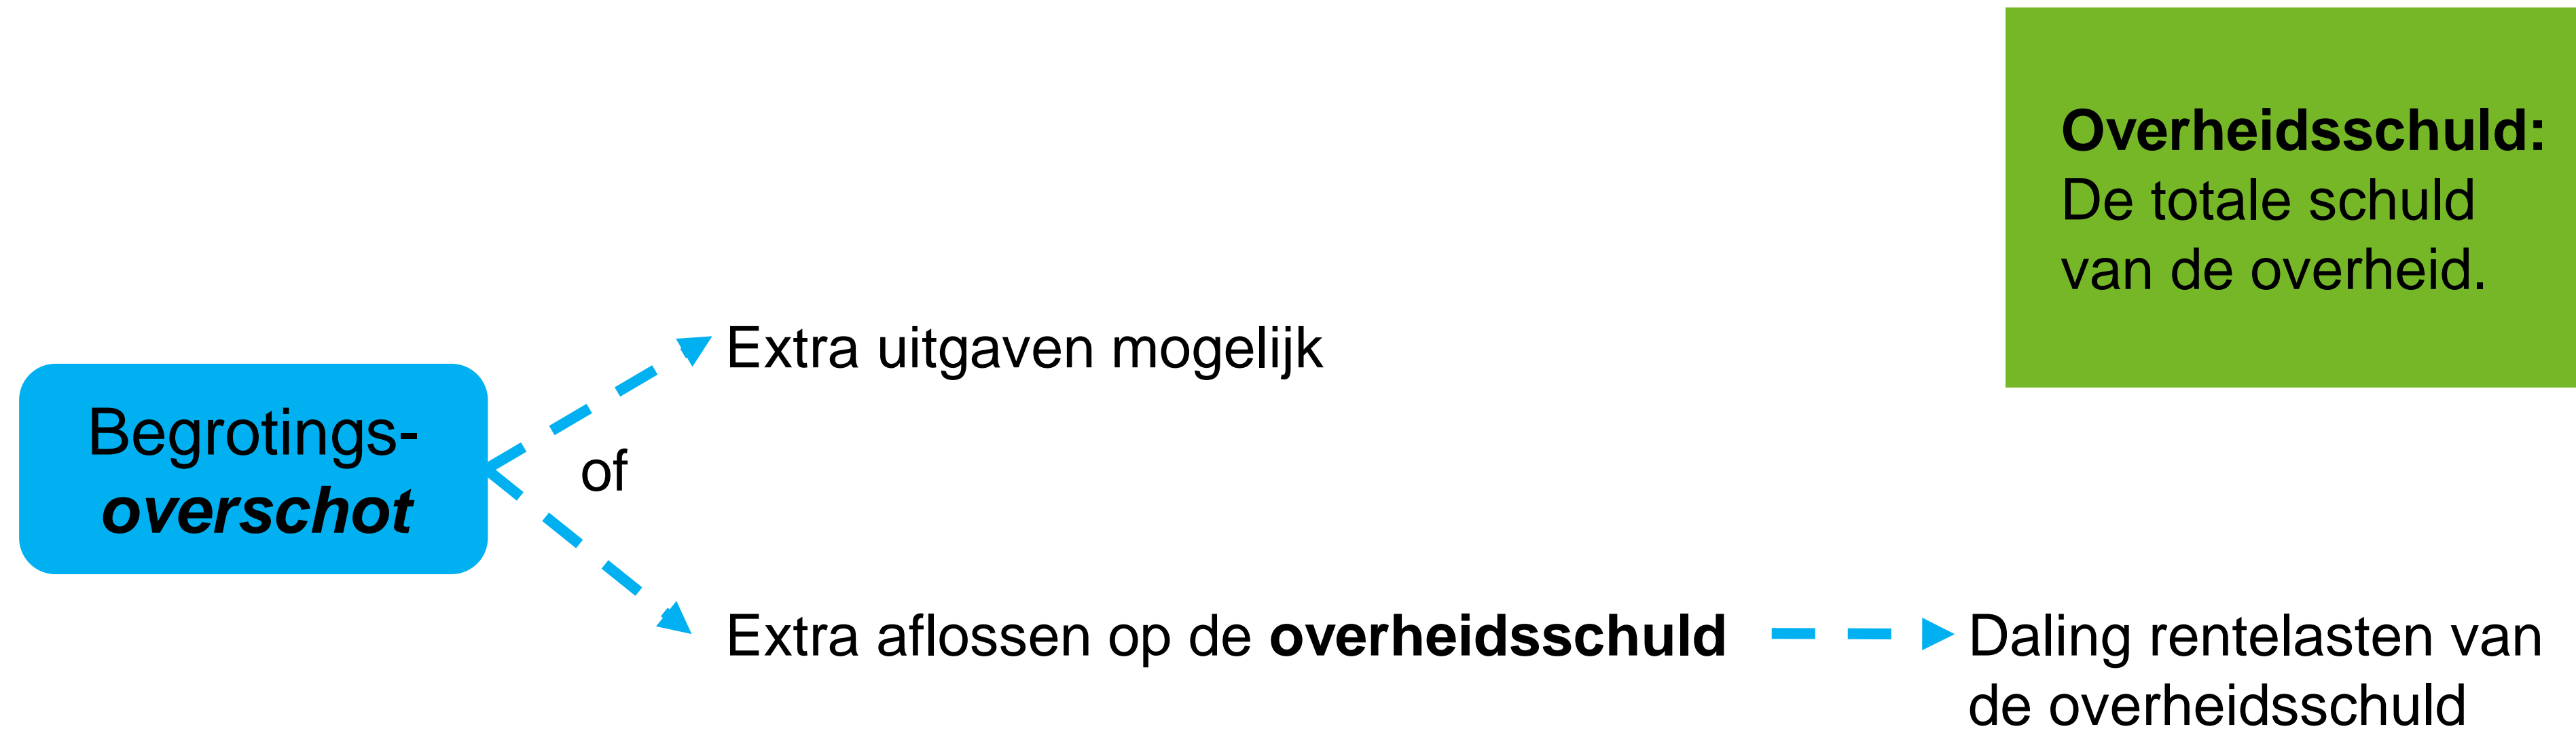 Overheidsschuld:
De totale schuld
van de overheid.
Extra uitgaven mogelijk
Begrotings-
overschot
of
Extra aflossen op de overheidsschuld
Daling rentelasten van
de overheidsschuld